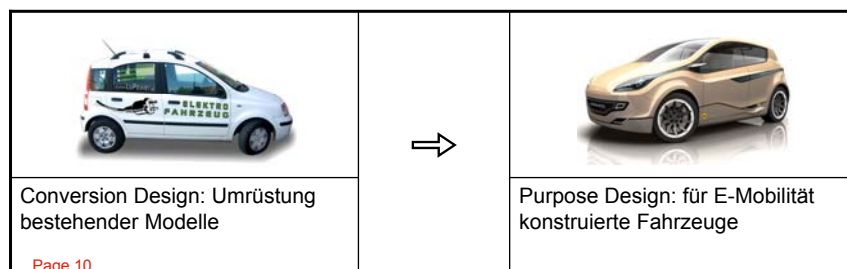 ELEKTRO
FAHRZEUG
Conversion Design: Umrüstung
bestehender Modelle
Purpose Design: für E-Mobilität
konstruierte Fahrzeuge
Page 10